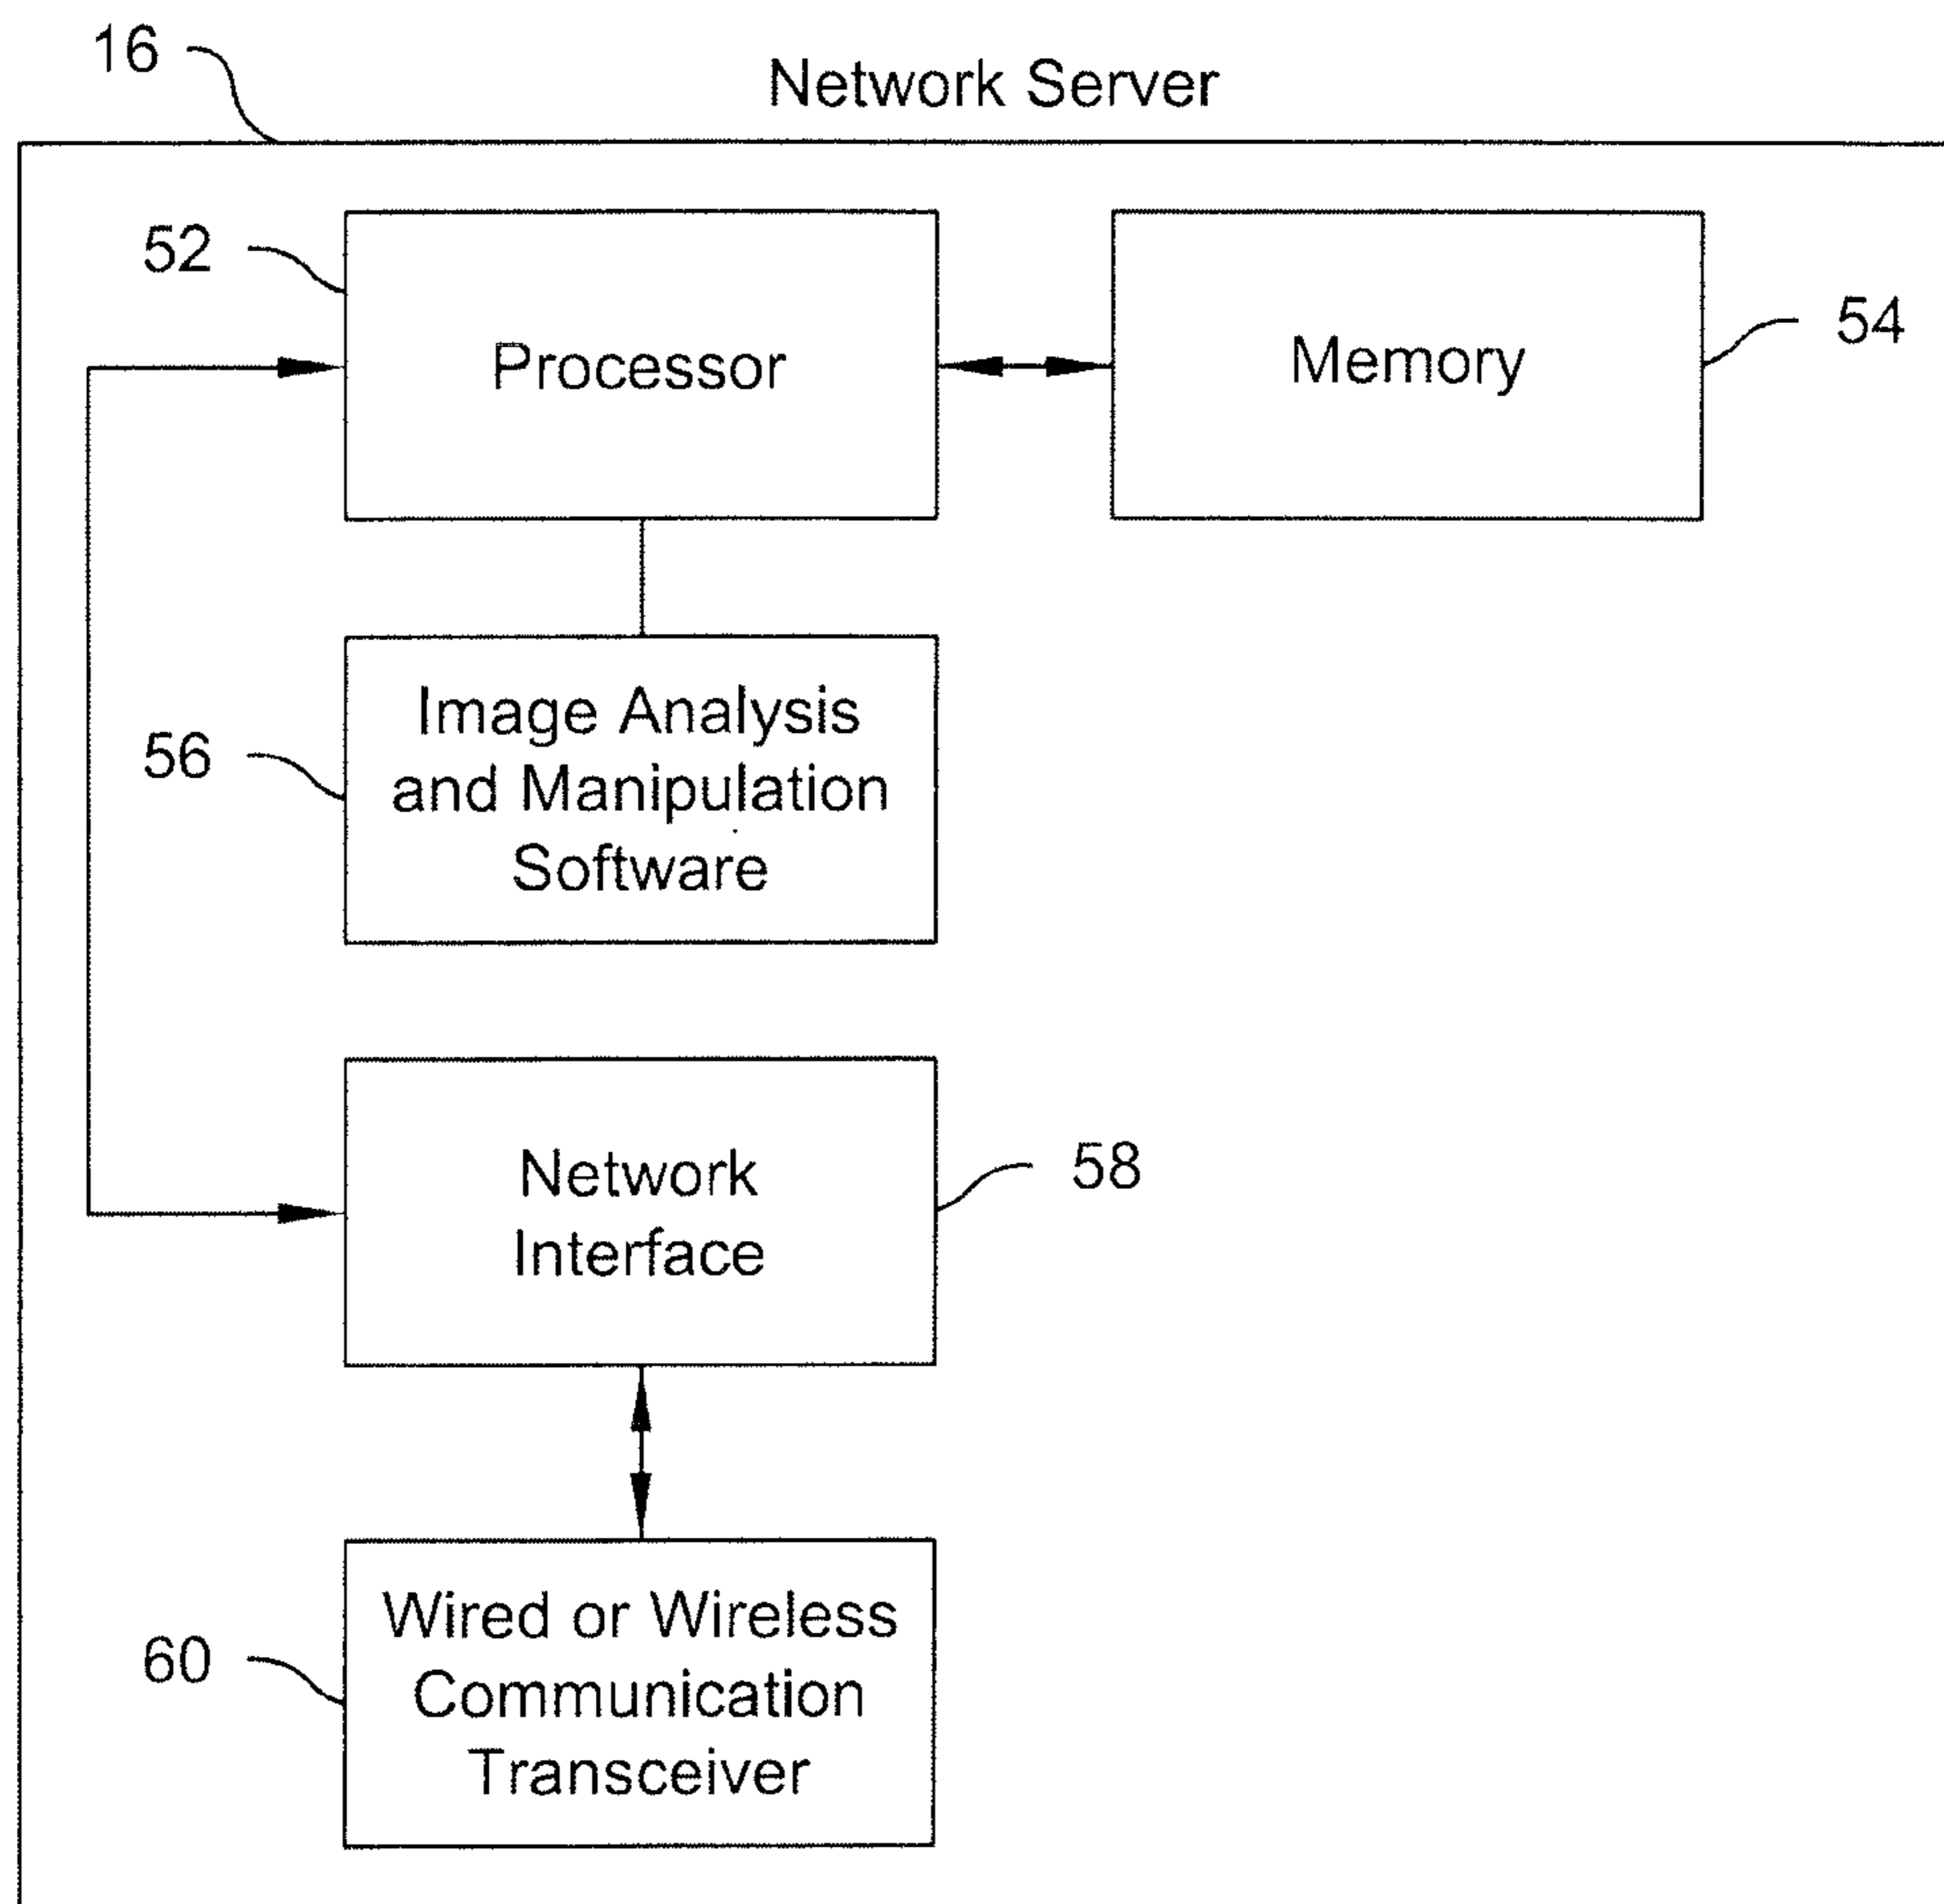 16
Network Server
52
Processor
Memory
54
56
Image Analysis
and Manipulation
Software
Network
Interface
58
60
Wired or Wireless
Communication
Transceiver